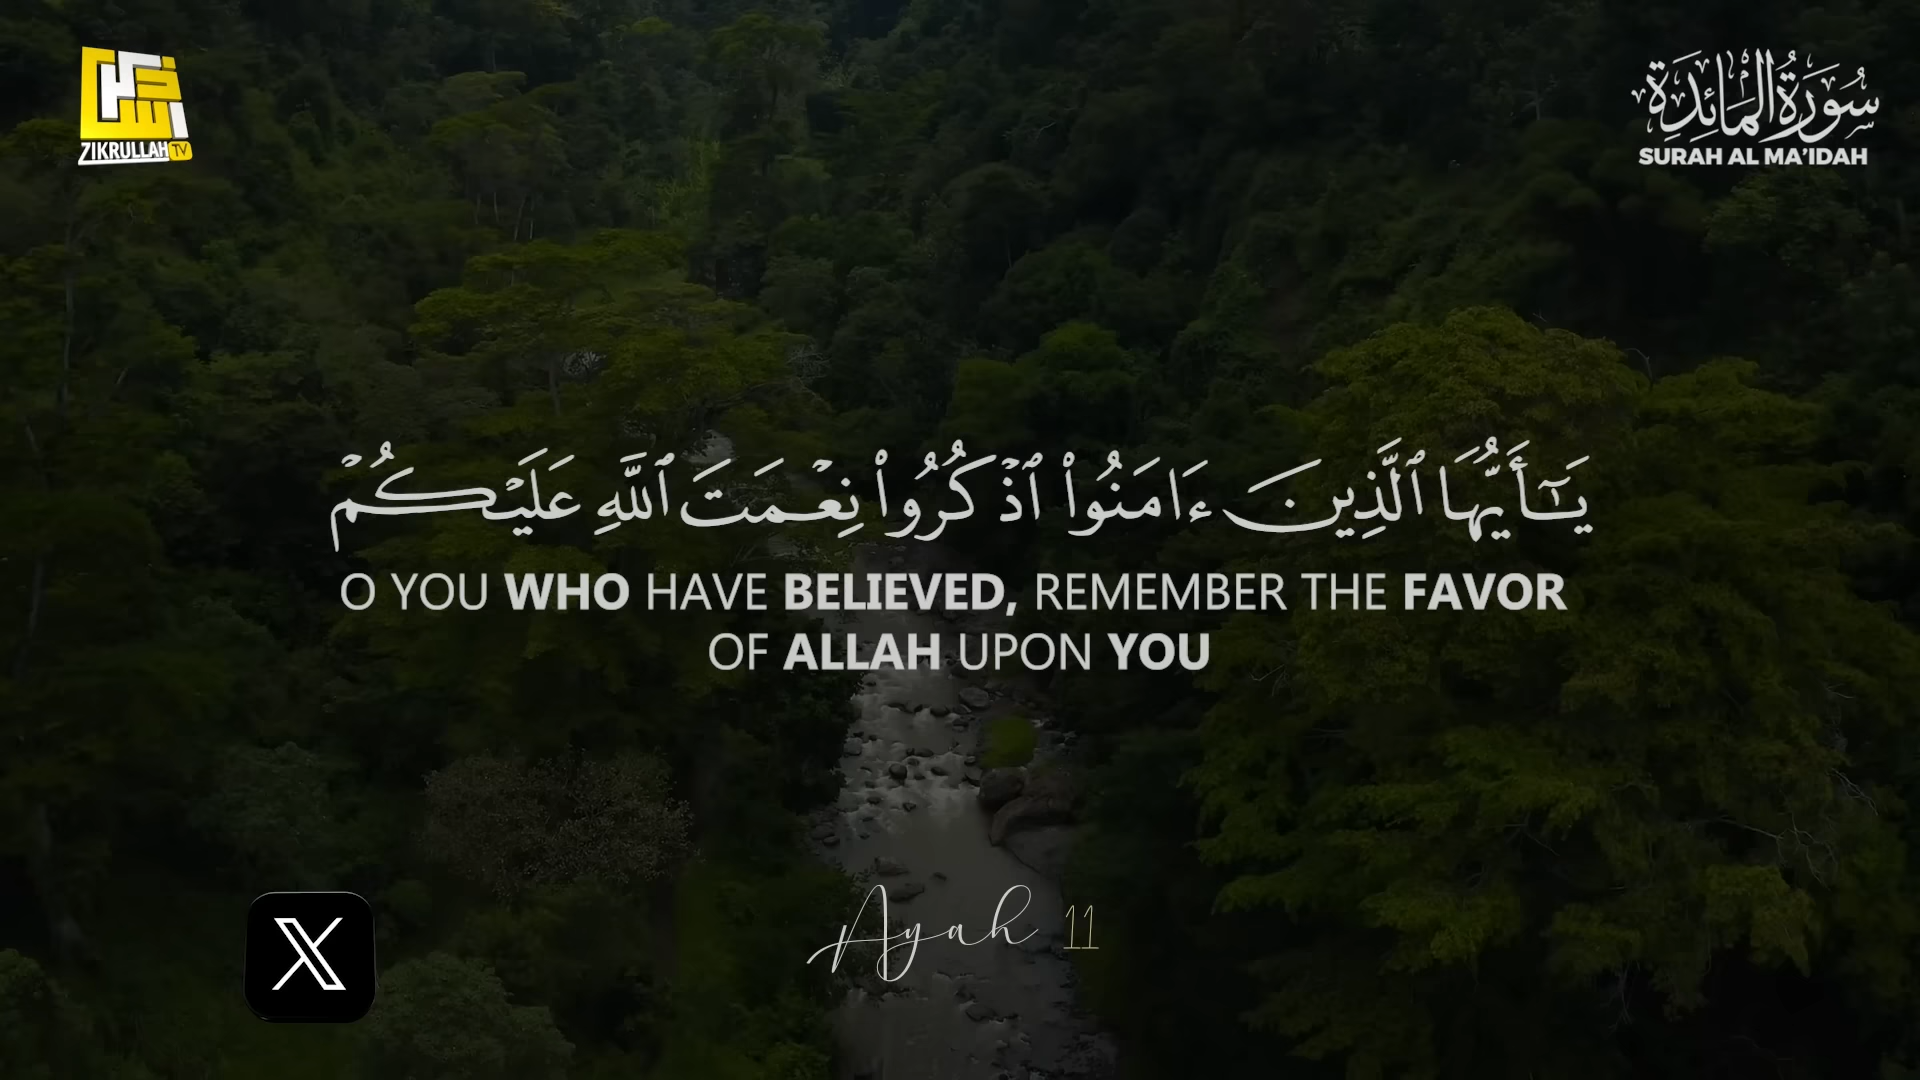 ZIKRULLAH TV
سُورَةُ الْمَائِدَةِ
SURAH AL MA'IDAH
يَـٰٓأَيُّهَا ٱلَّذِينَ ءَامَنُوا۟ ٱذْكُرُوا۟ نِعْمَتَ ٱللَّهِ عَلَيْكُمْ
O YOU WHO HAVE BELIEVED, REMEMBER THE FAVOR
OF ALLAH UPON YOU
Ayah 11
X